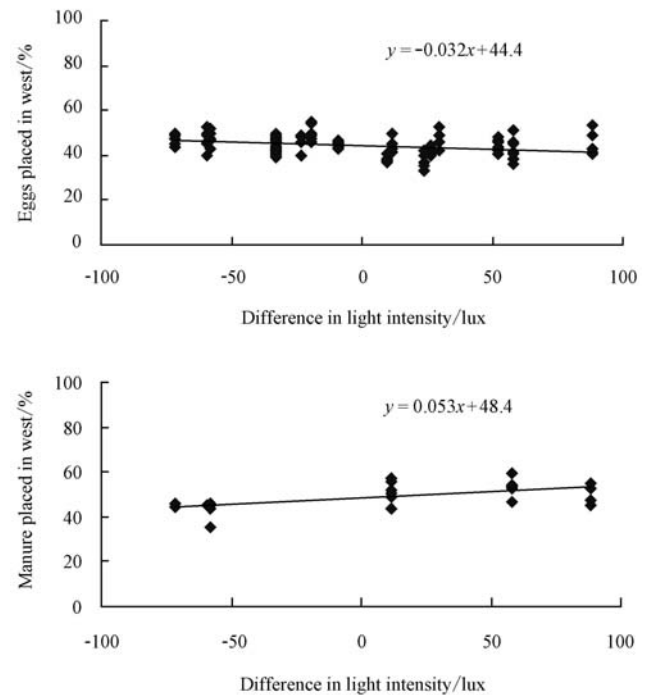 100
80
60
40
20
0
Eggs placed in west/%
y = -0.032x+44.4
-100 -50 0 50 100
Difference in light intensity/lux
100
80
60
40
20
0
Manure placed in west/%
y = 0.053x+48.4
-100 -50 0 50 100
Difference in light intensity/lux